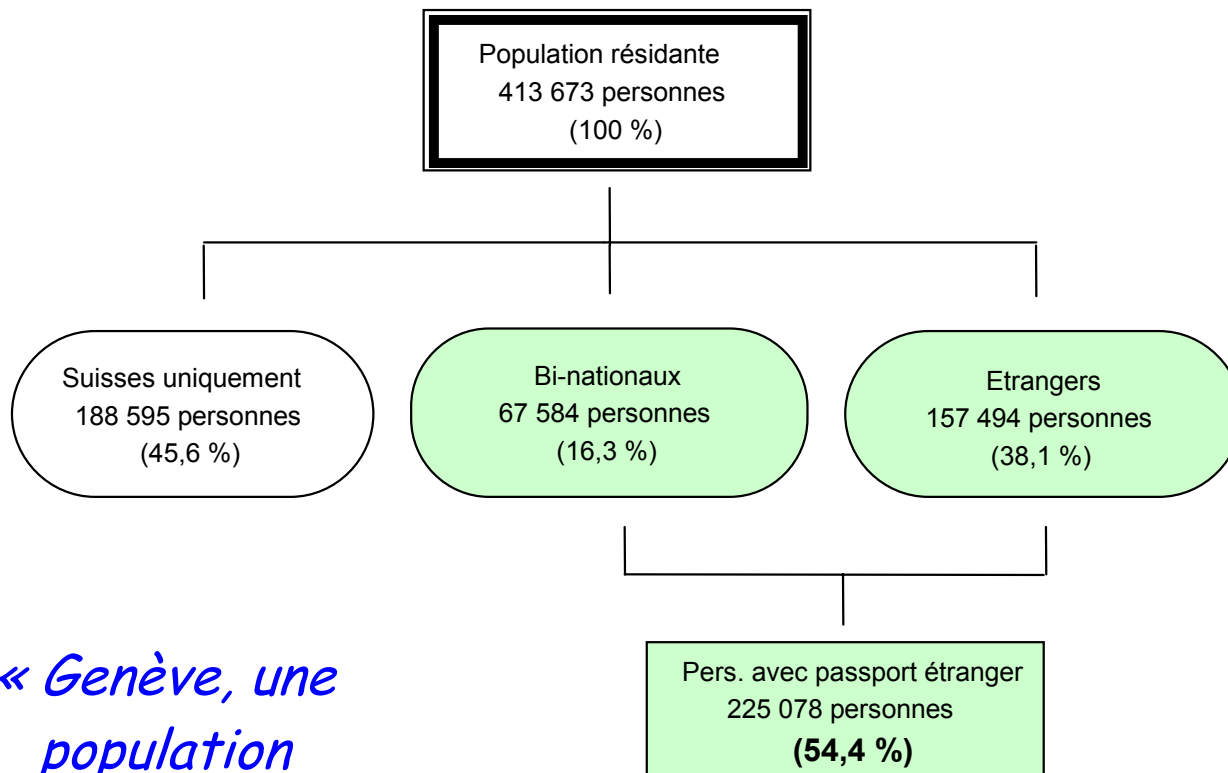 Population résidante
413 673 personnes
(100 %)
Suisses uniquement
188 595 personnes
(45,6 %)
Bi-nationaux
67 584 personnes
(16,3 %)
Etrangers
157 494 personnes
(38,1 %)
Pers. avec passport étranger
225 078 personnes
(54,4 %)
« Genève, une
population